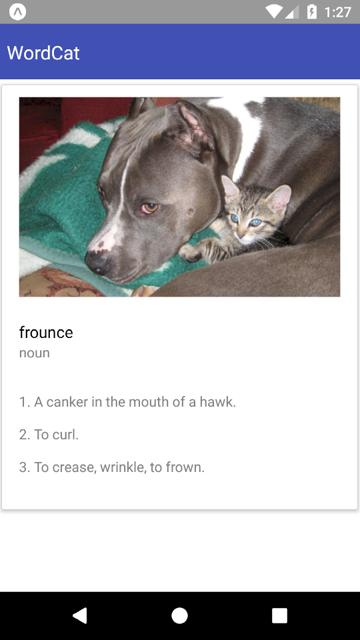 1:27
WordCat
frounce
noun
1. A canker in the mouth of a hawk.
2. To curl.
3. To crease, wrinkle, to frown.